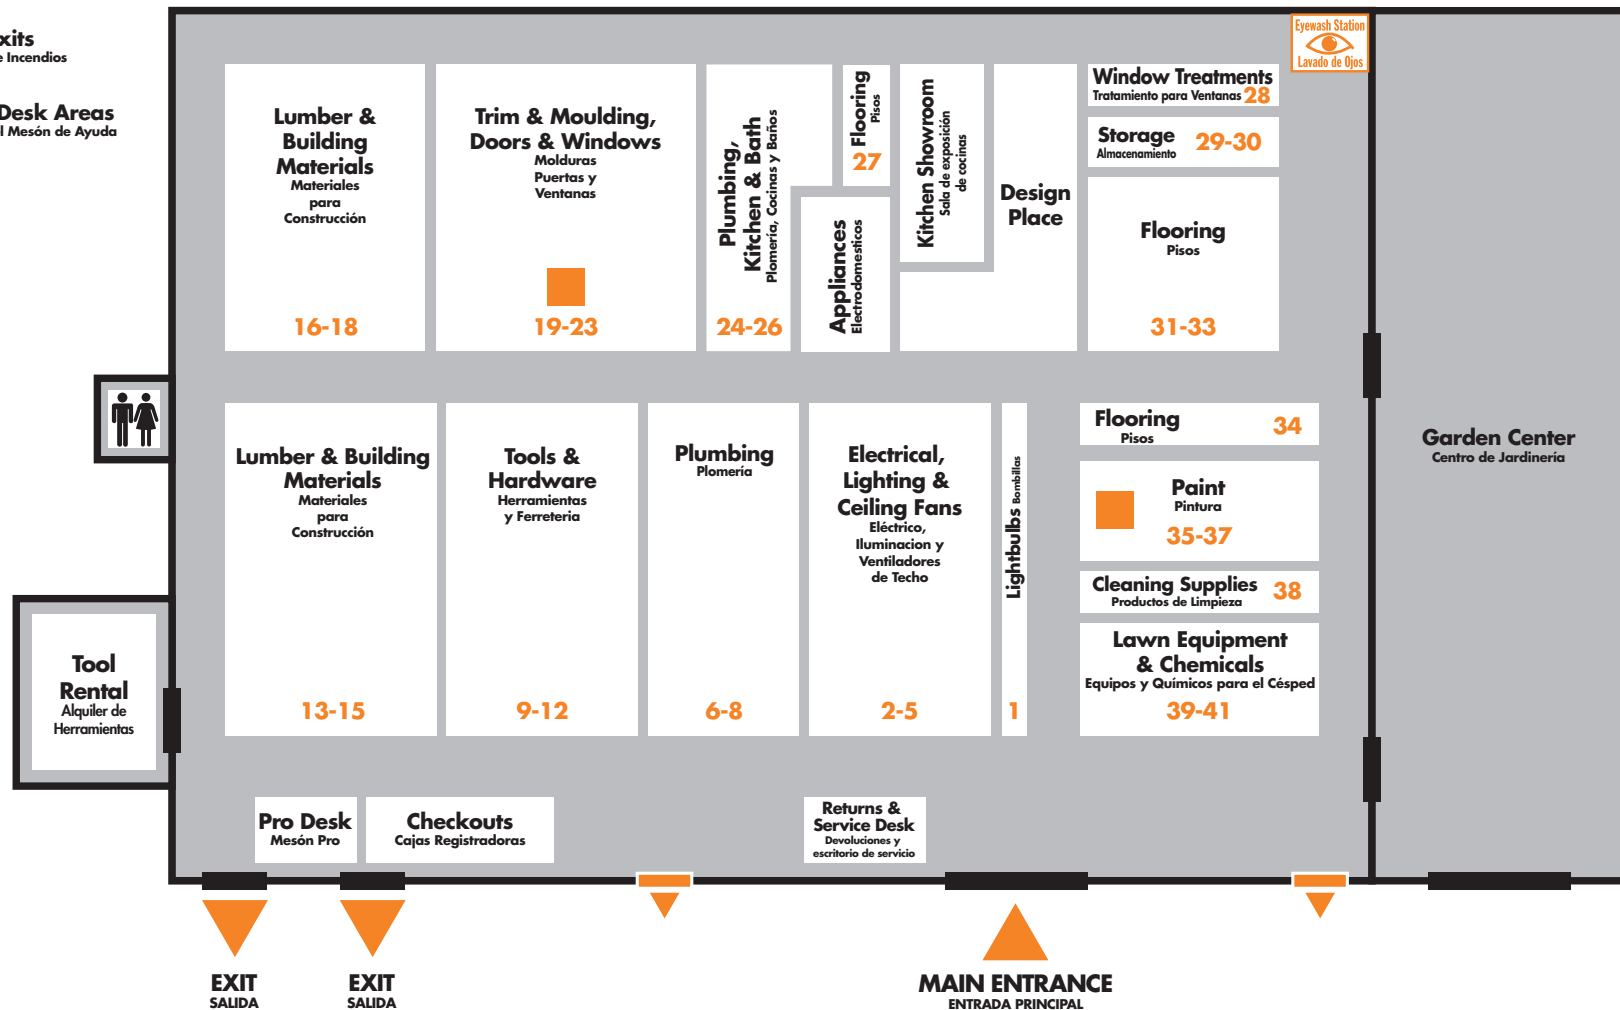 xits
e Incendios
Desk Areas
l Mesón de Ayuda
Eyewash Station
Lavado de Ojos
Lumber &
Building
Materials
Materiales
para
Construcción
16-18
Trim & Moulding,
Doors & Windows
Molduras
Puertas y
Ventanas
19-23
Plumbing,
Kitchen & Bath
Plomería, Cocinas y Baños
24-26
Flooring
Pisos
27
Appliances
Electrodomesticos
Kitchen Showroom
Sala de exposición
de cocinas
Design
Place
Window Treatments
Tratamiento para Ventanas 28
Storage 29-30
Almacenamiento
Flooring
Pisos
31-33
Lumber & Building
Materials
Materiales
para
Construcción
13-15
Tools &
Hardware
Herramientas
y Ferreteria
9-12
Plumbing
Plomería
6-8
Electrical,
Lighting &
Ceiling Fans
Eléctrico,
Iluminacion y
Ventiladores
de Techo
2-5
Lightbulbs Bombillas
1
Flooring 34
Pisos
Paint
Pintura
35-37
Cleaning Supplies 38
Productos de Limpieza
Lawn Equipment
& Chemicals
Equipos y Químicos para el Césped
39-41
Garden Center
Centro de Jardinería
Tool
Rental
Alquiler de
Herramientas
Pro Desk
Mesón Pro
Checkouts
Cajas Registradoras
Returns &
Service Desk
Devoluciones y
escritorio de servicio
EXIT
SALIDA
EXIT
SALIDA
MAIN ENTRANCE
ENTRADA PRINCIPAL